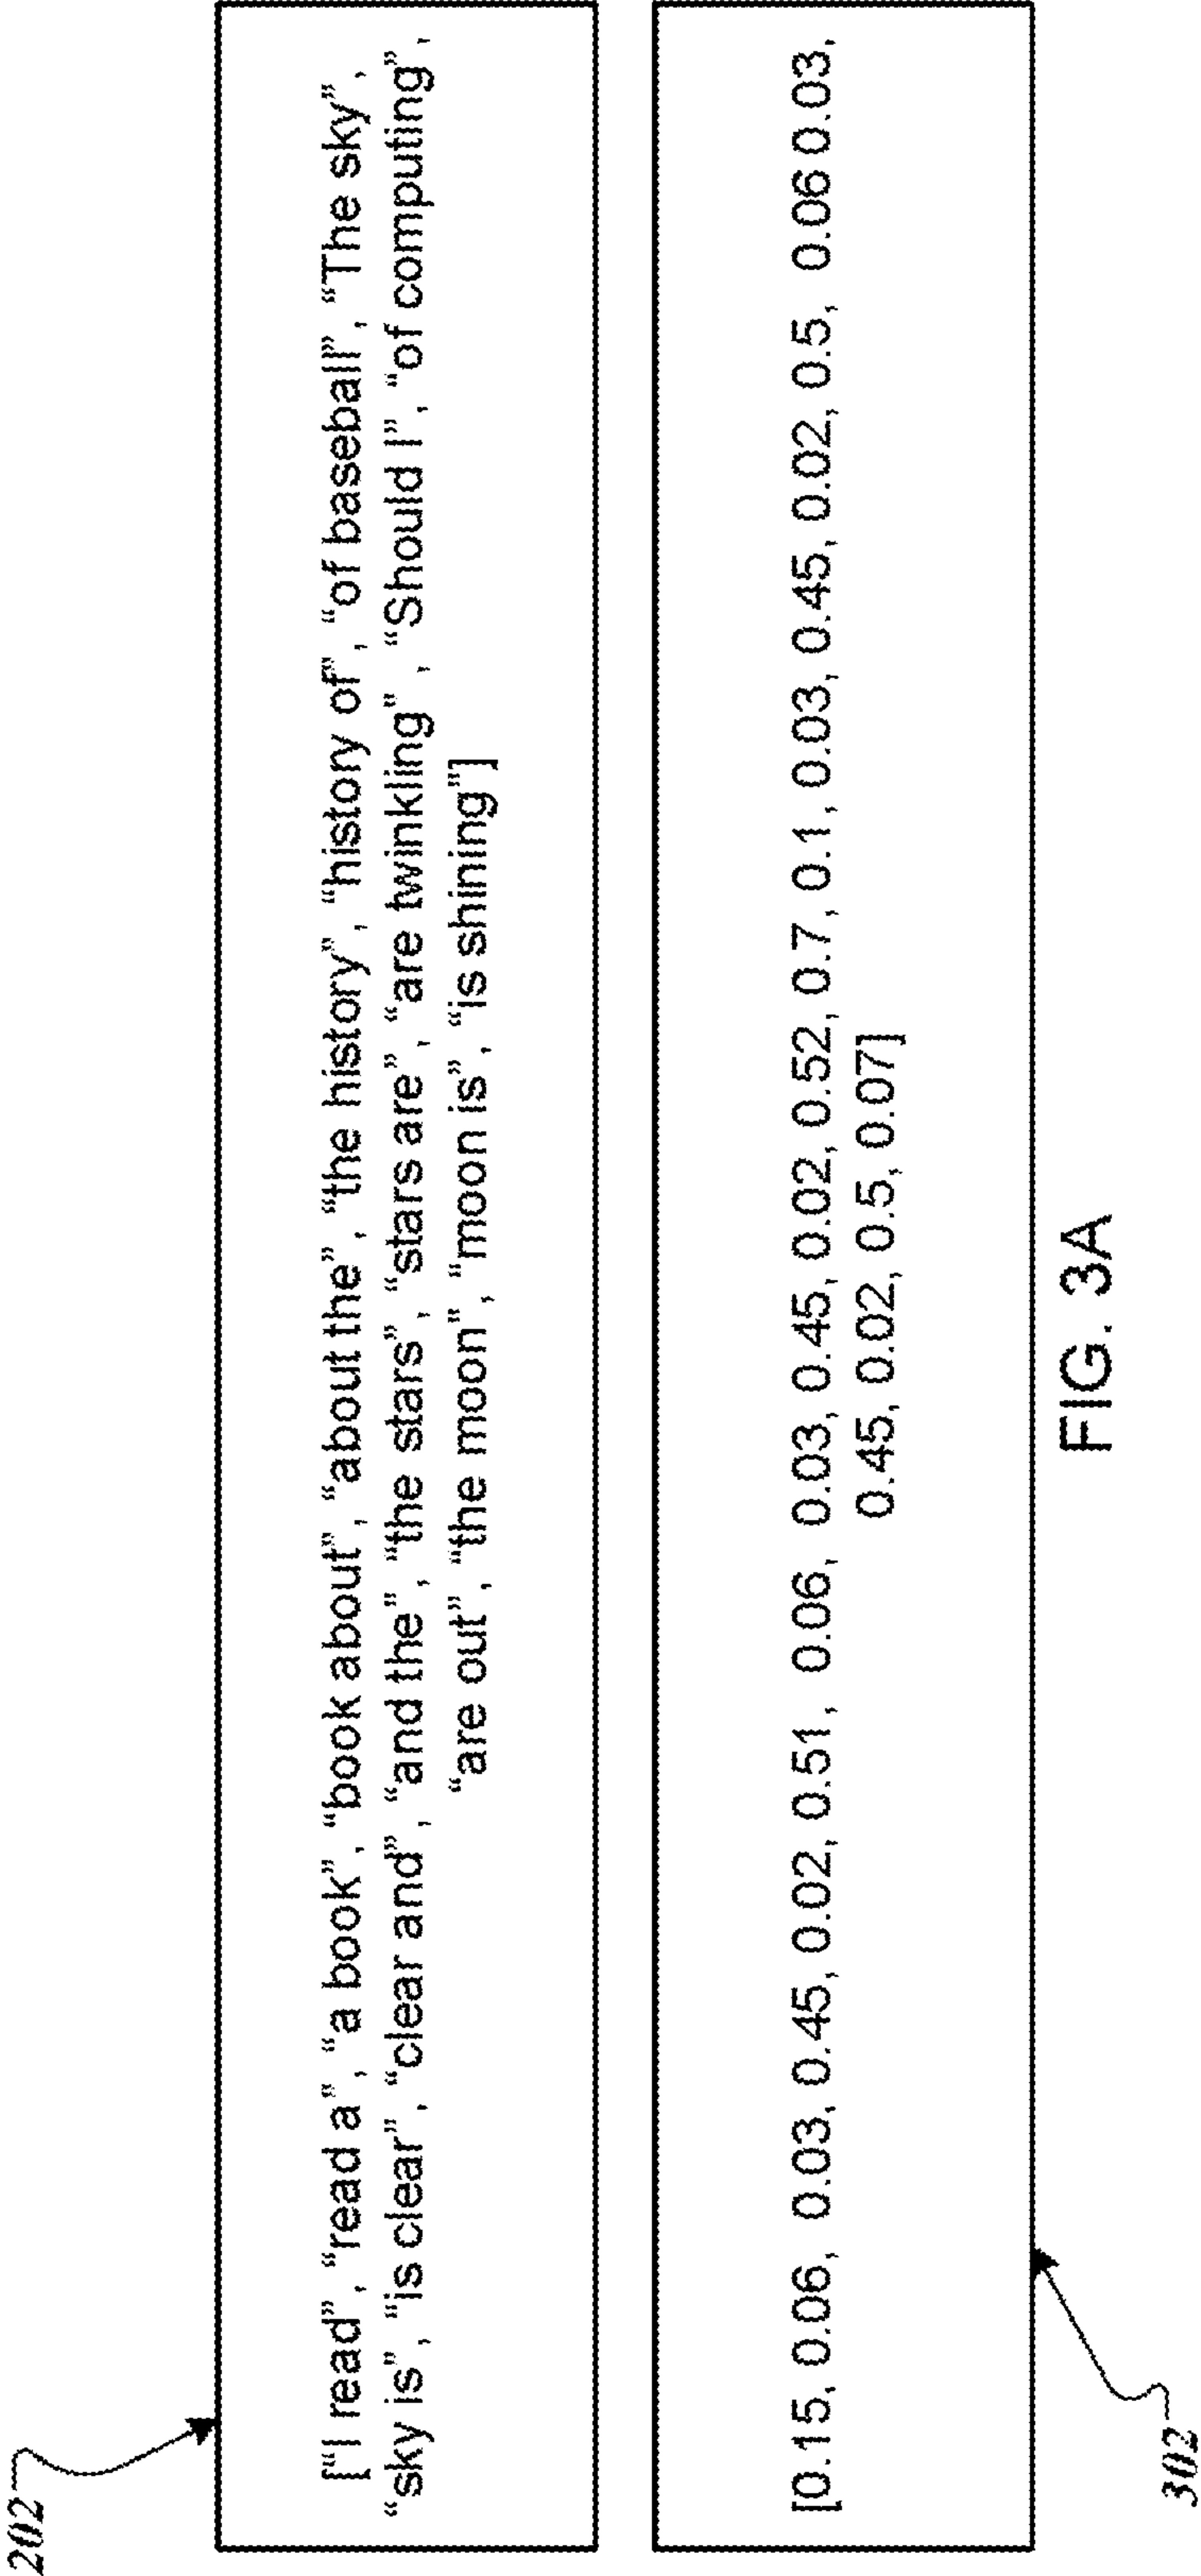 202
["I read", "read a", "a book", "book about", "about the", "the history", "history of", "of baseball", "The sky",
"sky is", "is clear", "clear and", "and the", "the stars", "stars are", "are twinkling", "Should I", "of computing",
"are out", "the moon", "moon is", "is shining"]
[0.15, 0.06, 0.03, 0.45, 0.02, 0.51, 0.06, 0.03, 0.45, 0.02, 0.52, 0.7, 0.1, 0.03, 0.45, 0.02, 0.5, 0.06 0.03,
0.45, 0.02, 0.5, 0.07]
302
FIG. 3A